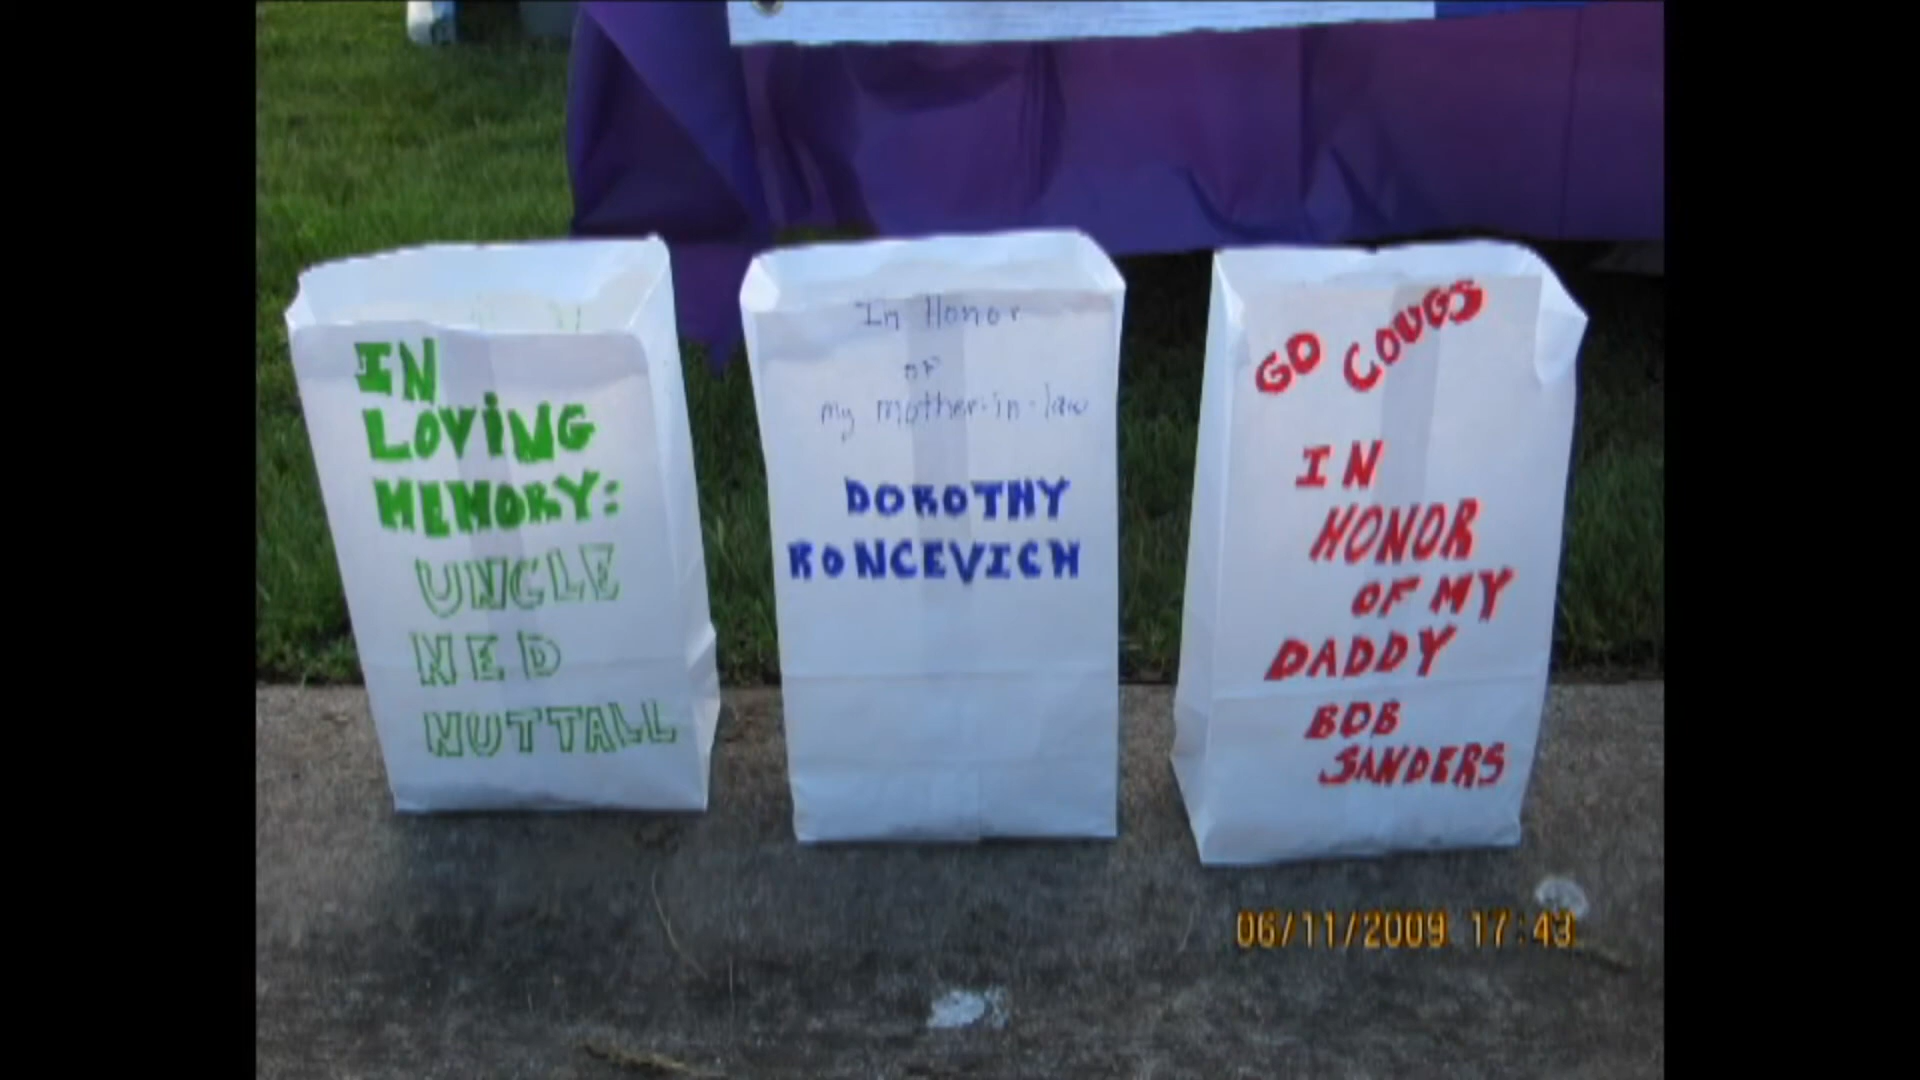 IN
LOViNG
MEMORY:
UNCLE
NED
NUTTALL
In Honor
OF
my mother-in-law
DOROTHY
RONCEVICH
GO COUGS
IN
HONOR
OF MY
DADDY
BOB
SANDERS
06/11/2009 17:43